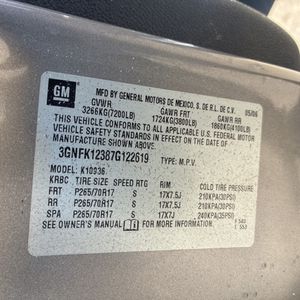 GM
MFD BY GENERAL MOTORS DE MEXICO, S. DE R.L. DE C.V.
GVWR GAWR FRT GAWR RR 05/06
3266KG(7200LB) 1724KG(3800LB) 1860KG(4100LB)
THIS VEHICLE CONFORMS TO ALL APPLICABLE U.S. FEDERAL MOTOR
VEHICLE SAFETY STANDARDS IN EFFECT ON THE DATE OF
MANUFACTURE SHOWN ABOVE.
3GNFK12387G122619 TYPE: M.P.V.
MODEL: K10936
KRBC TIRE SIZE SPEED RTG RIM COLD TIRE PRESSURE
FRT P265/70R17 S 17X7.5J 210KPA(30PSI)
RR P265/70R17 S 17X7.5J 210KPA(30PSI)
SPA P265/70R17 S 17X7J 240KPA(35PSI)
SEE OWNER'S MANUAL FOR ADDITIONAL INFORMATION.